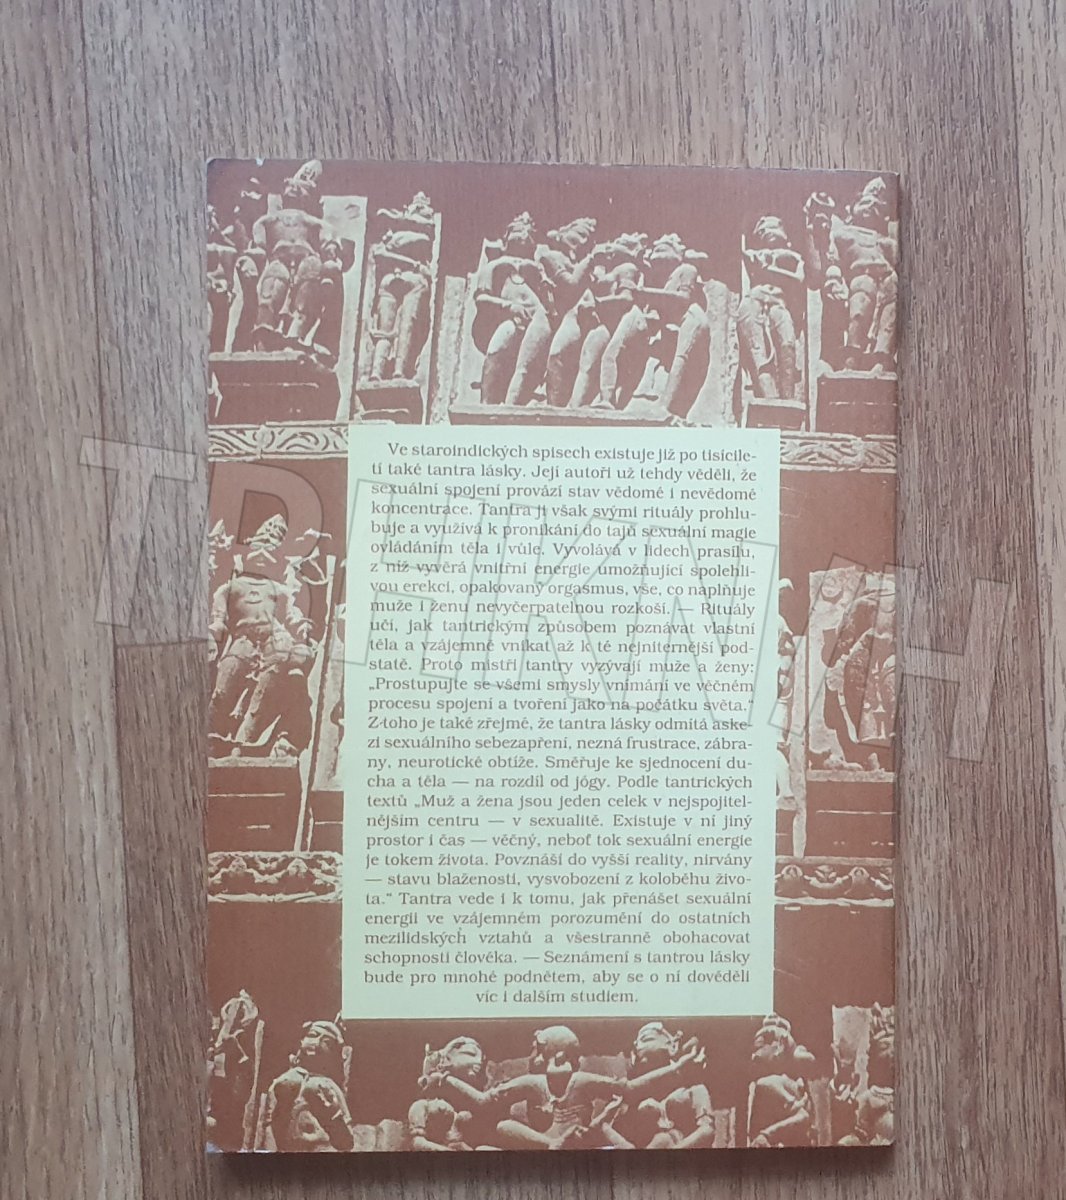 Ve staroindických spisech existuje již po tisícile-
tí také tantra lásky. Její autoři už tehdy věděli, že
sexuální spojení provází stav vědomé i nevědomé
koncentrace. Tantra ji však svými rituály prohlu-
buje a využívá k pronikání do tajů sexuální magie
ovládáním těla i vůle. Vyvolává v lidech prasílu,
z níž vyvěrá vnitřní energie umožňující spolehli-
vou erekci, opakovaný orgasmus, vše, co naplňuje
muže i ženu nevyčerpatelnou rozkoší. — Rituály
učí, jak tantrickým způsobem poznávat vlastní
těla a vzájemně vnikat až k té nejniternější pod-
statě. Proto mistři tantry vyzývají muže a ženy:
„Prostupujte se všemi smysly vnímání ve věčném
procesu spojení a tvoření jako na počátku světa."
Z toho je také zřejmé, že tantra lásky odmítá aske-
zi sexuálního sebezapření, nezná frustrace, zábra-
ny, neurotické obtíže. Směřuje ke sjednocení du-
cha a těla — na rozdíl od jógy. Podle tantrických
textů „Muž a žena jsou jeden celek v nejspojitel-
nějším centru — v sexualitě. Existuje v ní jiný
prostor i čas — věčný, neboť tok sexuální energie
je tokem života. Povznáší do vyšší reality, nirvány
— stavu blaženosti, vysvobození z koloběhu živo-
ta." Tantra vede i k tomu, jak přenášet sexuální
energii ve vzájemném porozumění do ostatních
mezilidských vztahů a všestranně obohacovat
schopnosti člověka. — Seznámení s tantrou lásky
bude pro mnohé podnětem, aby se o ní dověděli
víc i dalším studiem.